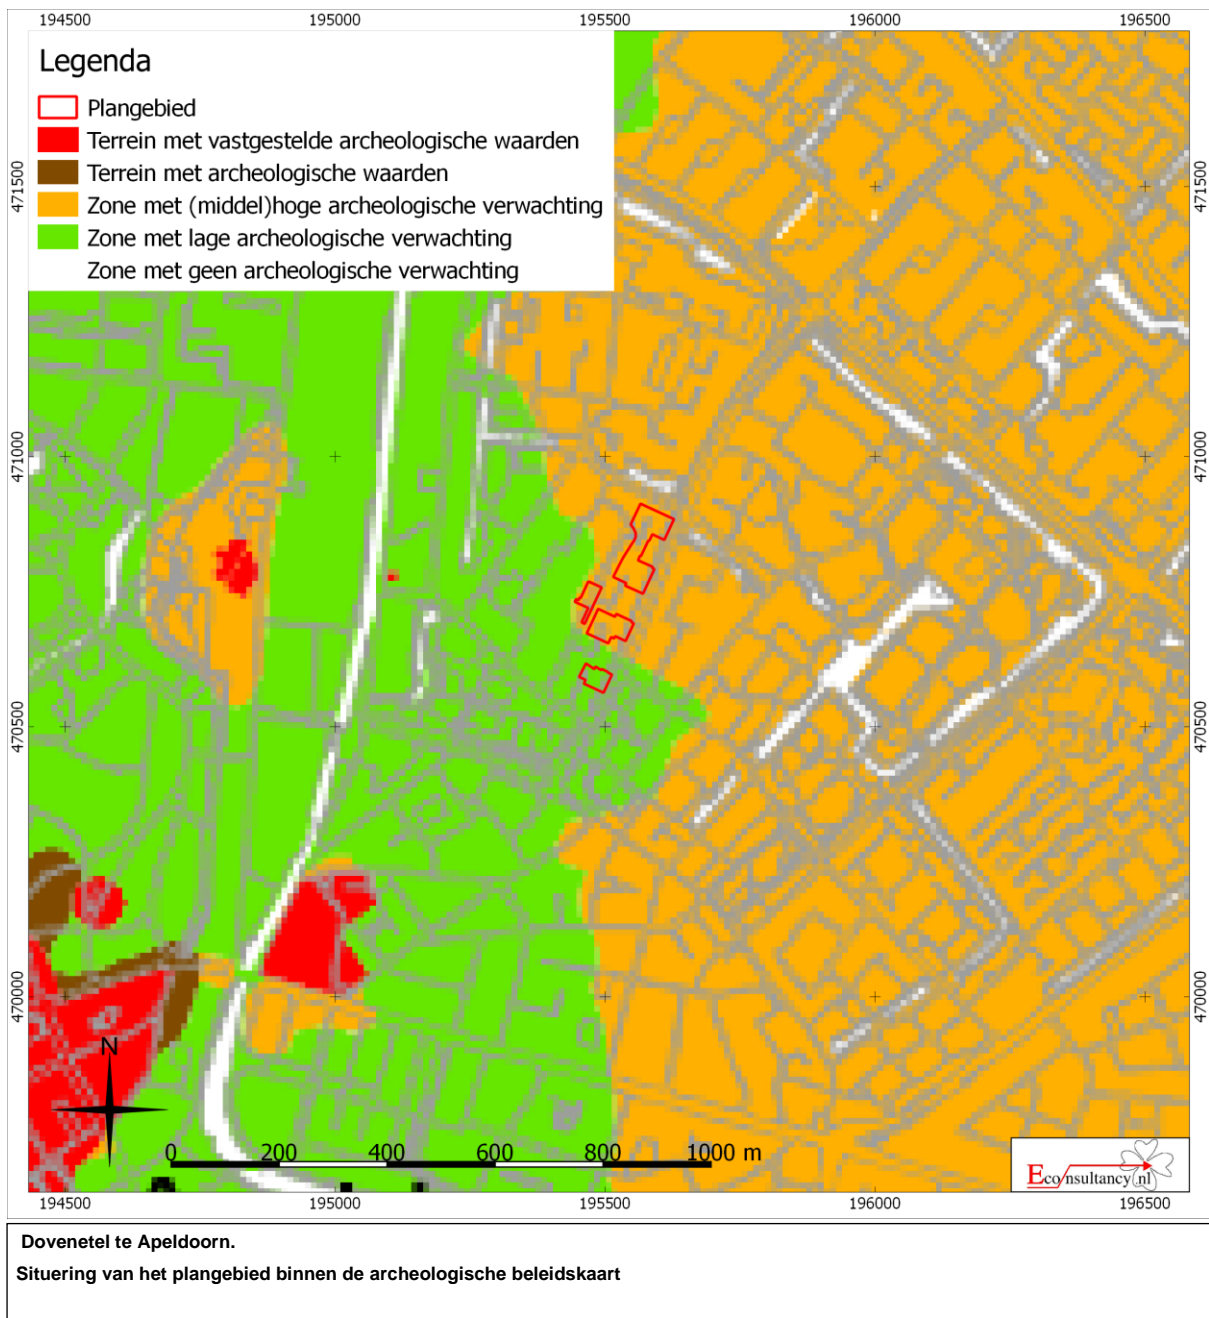 194500 195000 195500 196000 196500
Legenda
Plangebied
Terrein met vastgestelde archeologische waarden
Terrein met archeologische waarden
Zone met (middel)hoge archeologische verwachting
Zone met lage archeologische verwachting
Zone met geen archeologische verwachting
471500 471500
471000 471000
470500 470500
470000 470000
N
0 200 400 600 800 1000 m
Econsultancy.nl
194500 195000 195500 196000 196500
Dovenetel te Apeldoorn.
Situering van het plangebied binnen de archeologische beleidskaart